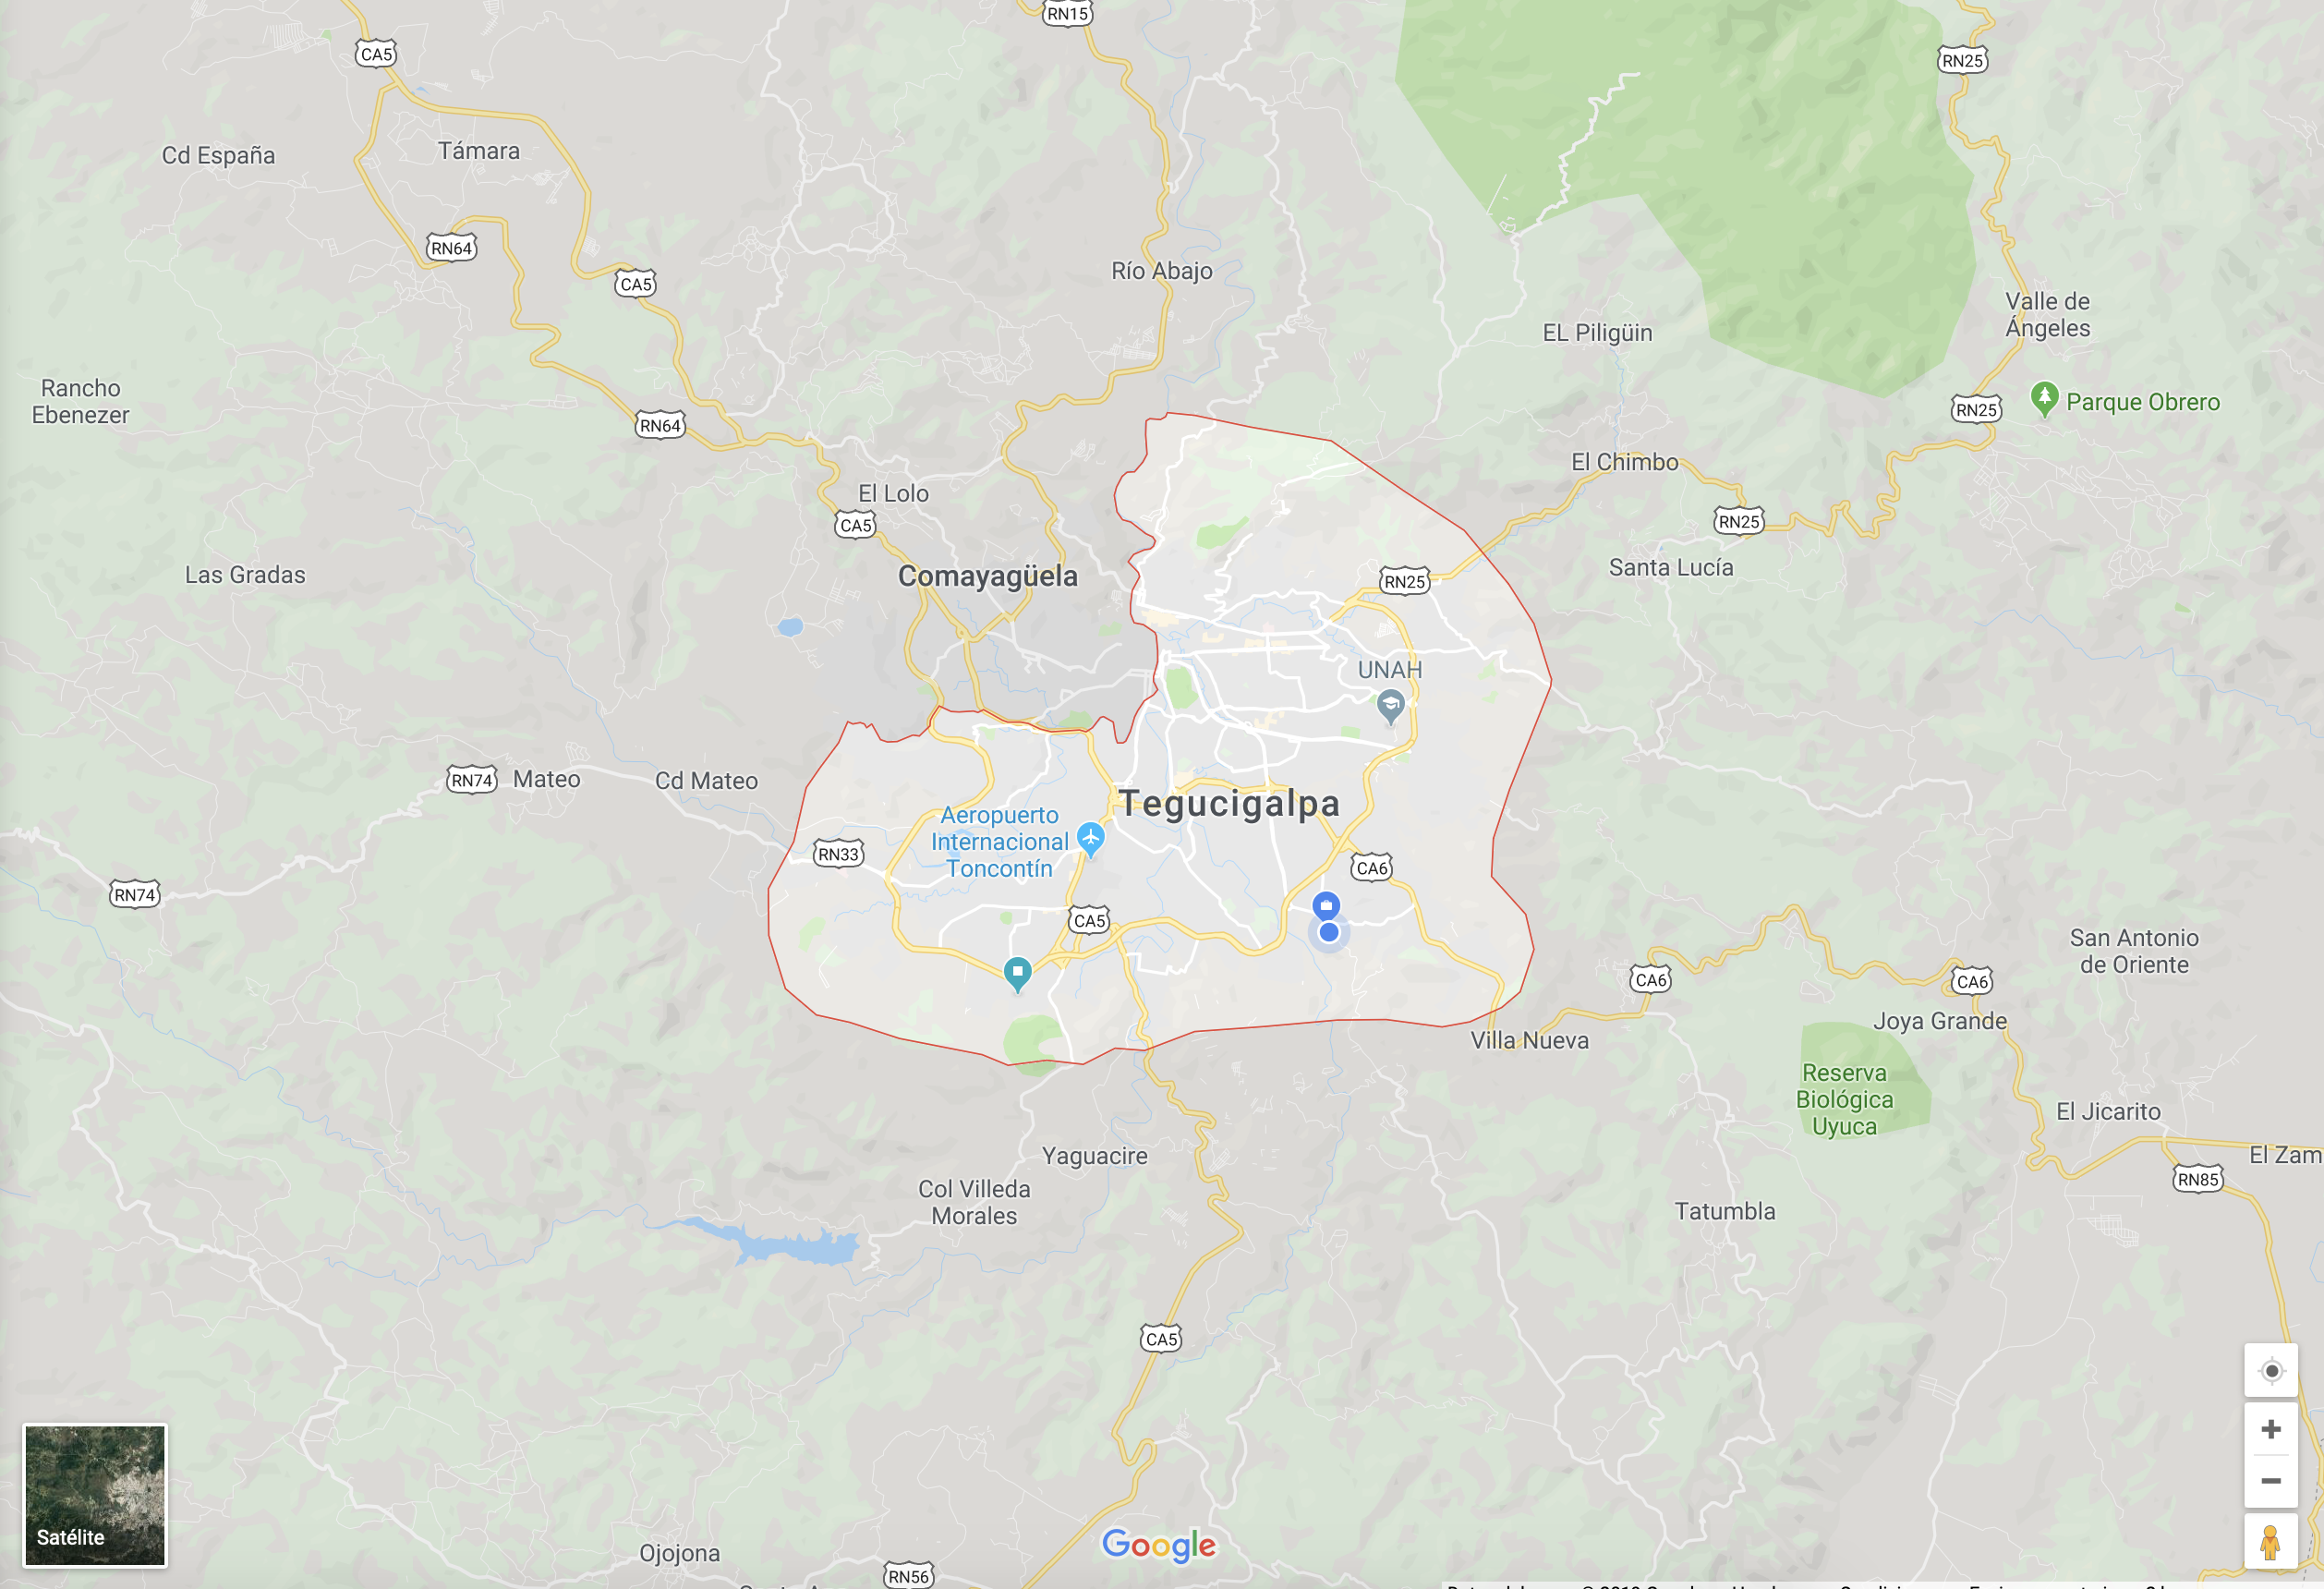 RN15
CA5
RN25
Cd España
Támara
RN64
CA5
Río Abajo
Valle de
Ángeles
EL Piligüin
Rancho
Ebenezer
RN64
RN25
Parque Obrero
El Chimbo
El Lolo
CA5
RN25
Las Gradas
Comayagüela
RN25
Santa Lucía
UNAH
RN74
Mateo
Cd Mateo
Tegucigalpa
Aeropuerto
Internacional
Toncontín
RN33
CA6
RN74
CA5
San Antonio
de Oriente
CA6
CA6
Joya Grande
Villa Nueva
Reserva
Biológica
Uyuca
El Jicarito
Yaguacire
El Zam
RN85
Col Villeda
Morales
Tatumbla
CA5
Satélite
Google
Ojojona
RN56